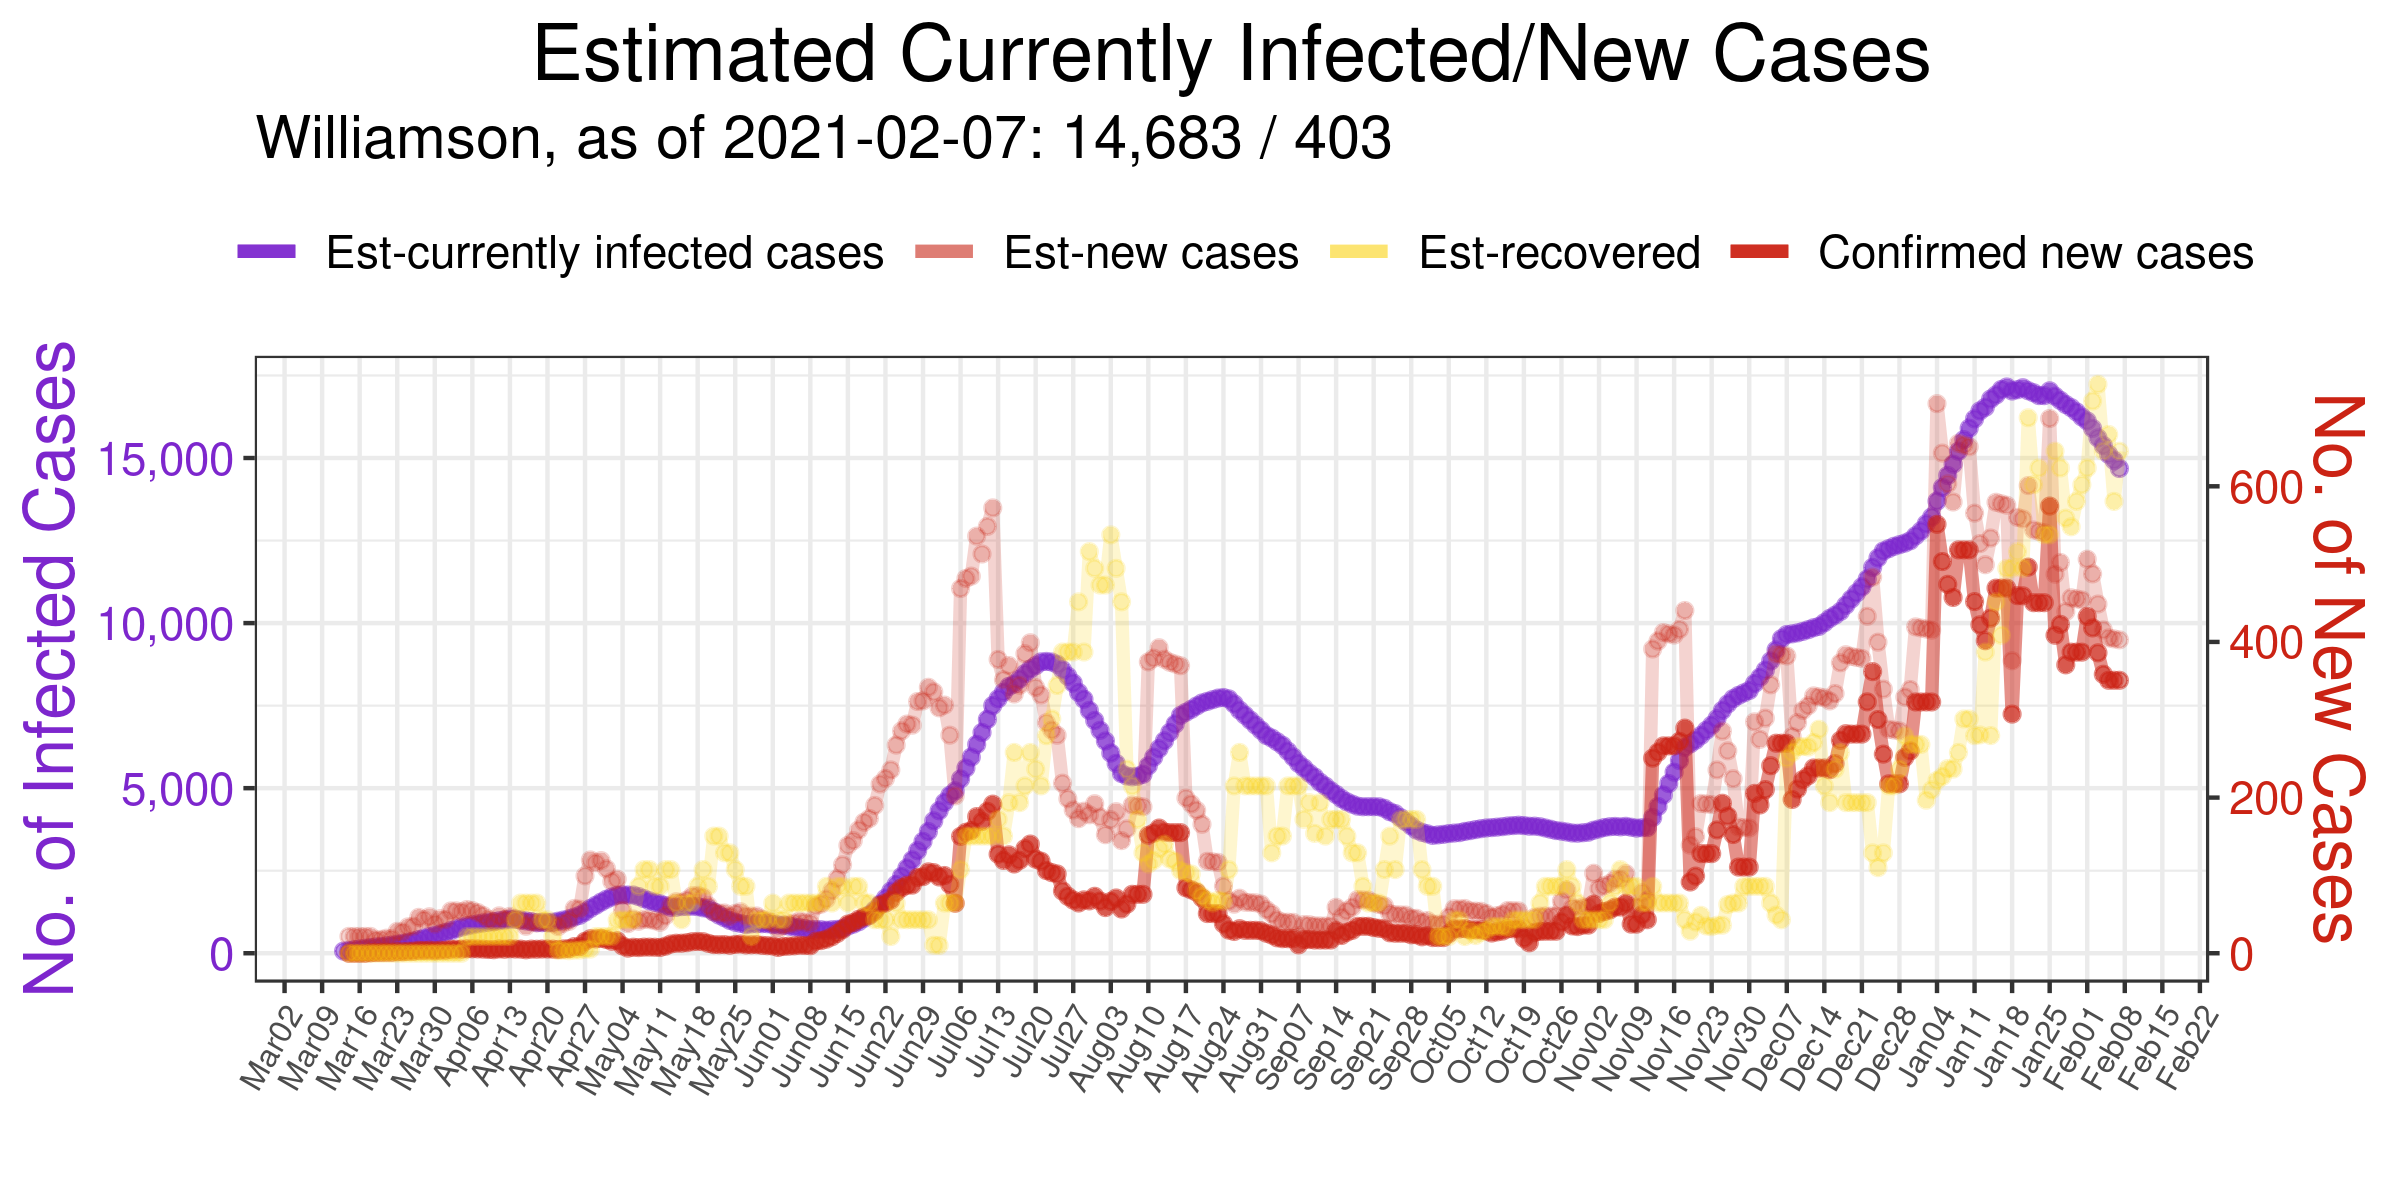 Estimated Currently Infected/New Cases
Williamson, as of 2021-02-07: 14,683 / 403
Est-currently infected cases Est-new cases Est-recovered Confirmed new cases
No. of Infected Cases
15,000
10,000
5,000
0
600
400
200
0
No. of New Cases
Mar02 Mar09 Mar16 Mar23 Mar30 Apr06 Apr13 Apr20 Apr27 May04 May11 May18 May25 Jun01 Jun08 Jun15 Jun22 Jun29 Jul06 Jul13 Jul20 Jul27 Aug03 Aug10 Aug17 Aug24 Aug31 Sep07 Sep14 Sep21 Sep28 Oct05 Oct12 Oct19 Oct26 Nov02 Nov09 Nov16 Nov23 Nov30 Dec07 Dec14 Dec21 Dec28 Jan04 Jan11 Jan18 Jan25 Feb01 Feb08 Feb15 Feb22